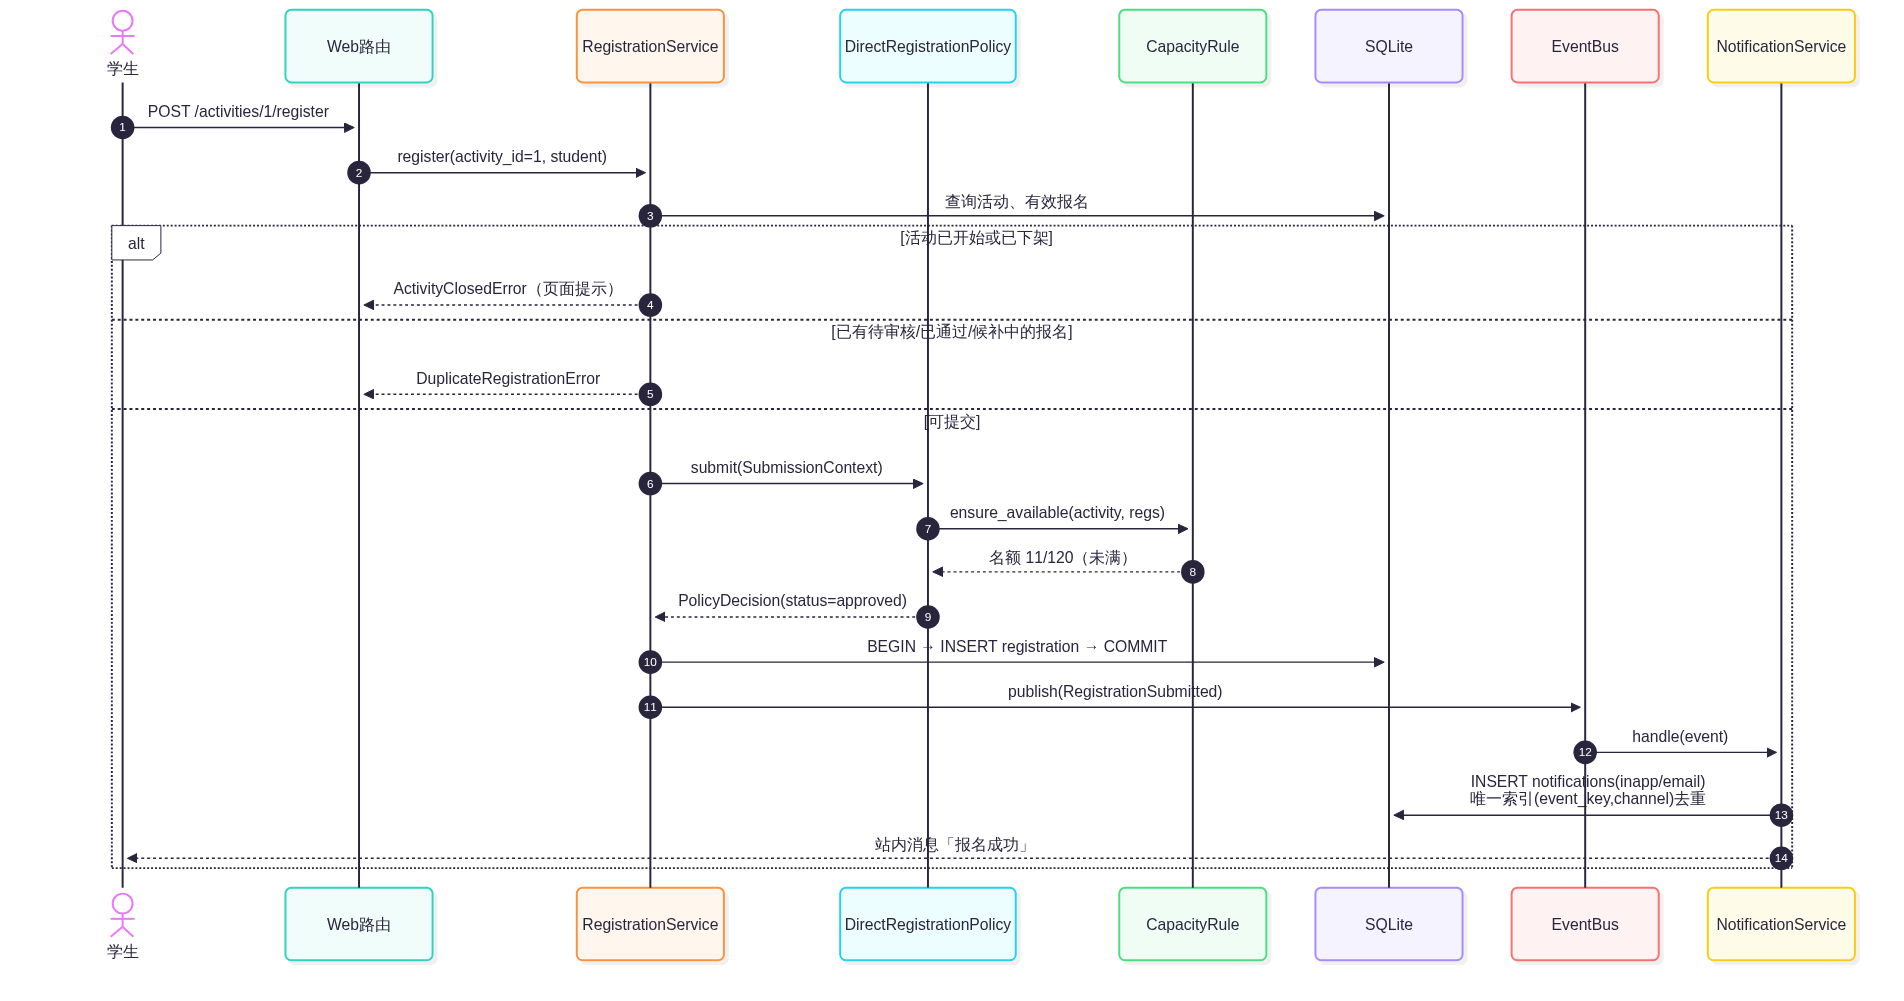 学生
Web路由
RegistrationService
DirectRegistrationPolicy
CapacityRule
SQLite
EventBus
NotificationService
POST /activities/1/register
1
register(activity_id=1, student)
2
查询活动、有效报名
3
alt
[活动已开始或已下架]
ActivityClosedError（页面提示）
4
[已有待审核/已通过/候补中的报名]
DuplicateRegistrationError
5
[可提交]
submit(SubmissionContext)
6
ensure_available(activity, regs)
7
名额 11/120（未满）
8
PolicyDecision(status=approved)
9
BEGIN → INSERT registration → COMMIT
10
publish(RegistrationSubmitted)
11
handle(event)
12
INSERT notifications(inapp/email)
唯一索引(event_key,channel)去重
13
站内消息「报名成功」
14
学生
Web路由
RegistrationService
DirectRegistrationPolicy
CapacityRule
SQLite
EventBus
NotificationService